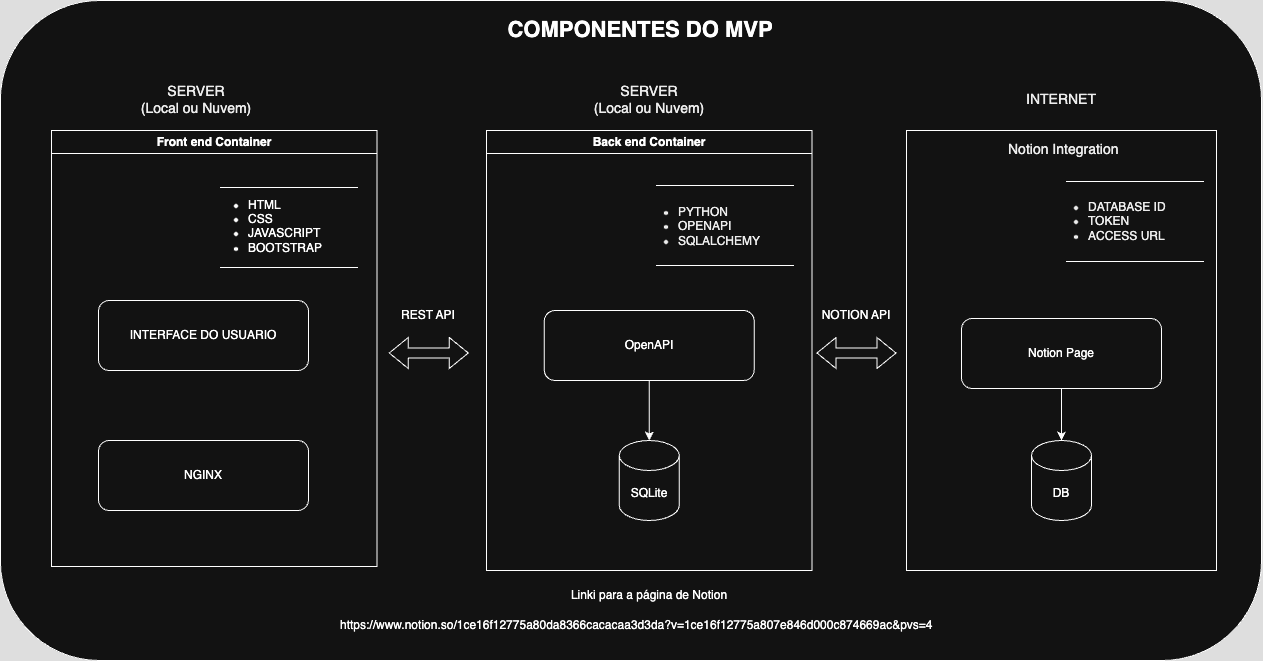 COMPONENTES DO MVP
SERVER
(Local ou Nuvem)
SERVER
(Local ou Nuvem)
INTERNET
Front end Container
HTML
CSS
JAVASCRIPT
BOOTSTRAP
INTERFACE DO USUARIO
NGINX
REST API
Back end Container
PYTHON
OPENAPI
SQLALCHEMY
OpenAPI
SQLite
NOTION API
Notion Integration
DATABASE ID
TOKEN
ACCESS URL
Notion Page
DB
Linki para a página de Notion
https://www.notion.so/1ce16f12775a80da8366cacacaa3d3da?v=1ce16f12775a807e846d000c874669ac&pvs=4